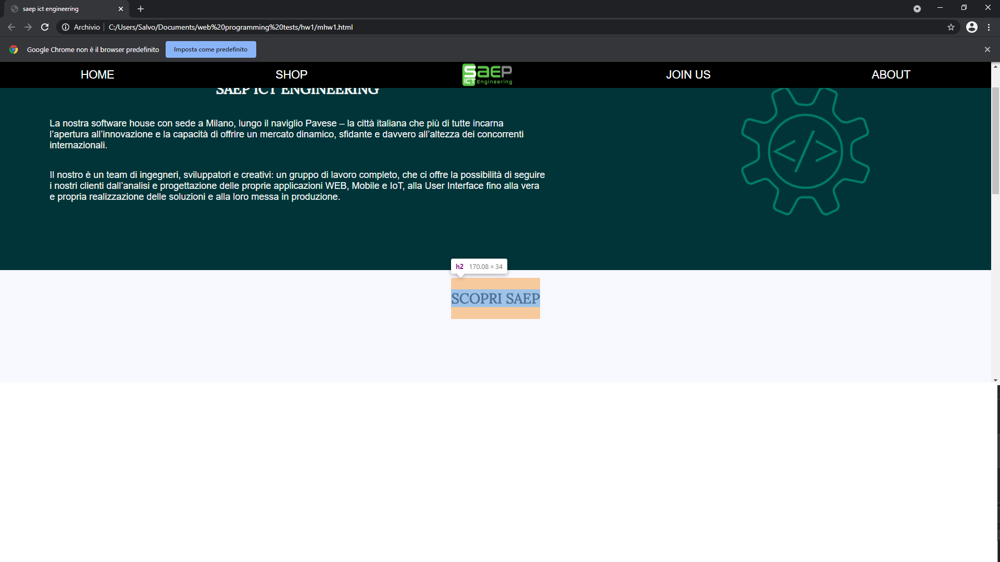 saep ict engineering
Archivio C:/Users/Salvo/Documents/web%20programming%20tests/hw1/mhw1.html
Google Chrome non è il browser predefinito Imposta come predefinito
HOME SHOP SAEP ICT Engineering JOIN US ABOUT
SAEP ICT ENGINEERING
La nostra software house con sede a Milano, lungo il naviglio Pavese – la città italiana che più di tutte incarna
l’apertura all’innovazione e la capacità di offrire un mercato dinamico, sfidante e davvero all’altezza dei concorrenti
internazionali.
Il nostro è un team di ingegneri, sviluppatori e creativi: un gruppo di lavoro completo, che ci offre la possibilità di seguire
i nostri clienti dall’analisi e progettazione delle proprie applicazioni WEB, Mobile e IoT, alla User Interface fino alla vera
e propria realizzazione delle soluzioni e alla loro messa in produzione.
</>
h2 170.08 × 34
SCOPRI SAEP